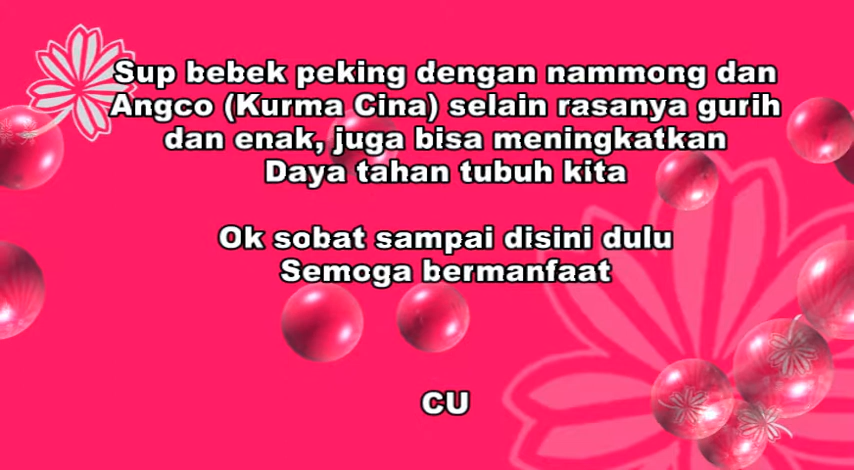 Sup bebek peking dengan nammong dan
Angco (Kurma Cina) selain rasanya gurih
dan enak, juga bisa meningkatkan
Daya tahan tubuh kita
Ok sobat sampai disini dulu
Semoga bermanfaat
CU